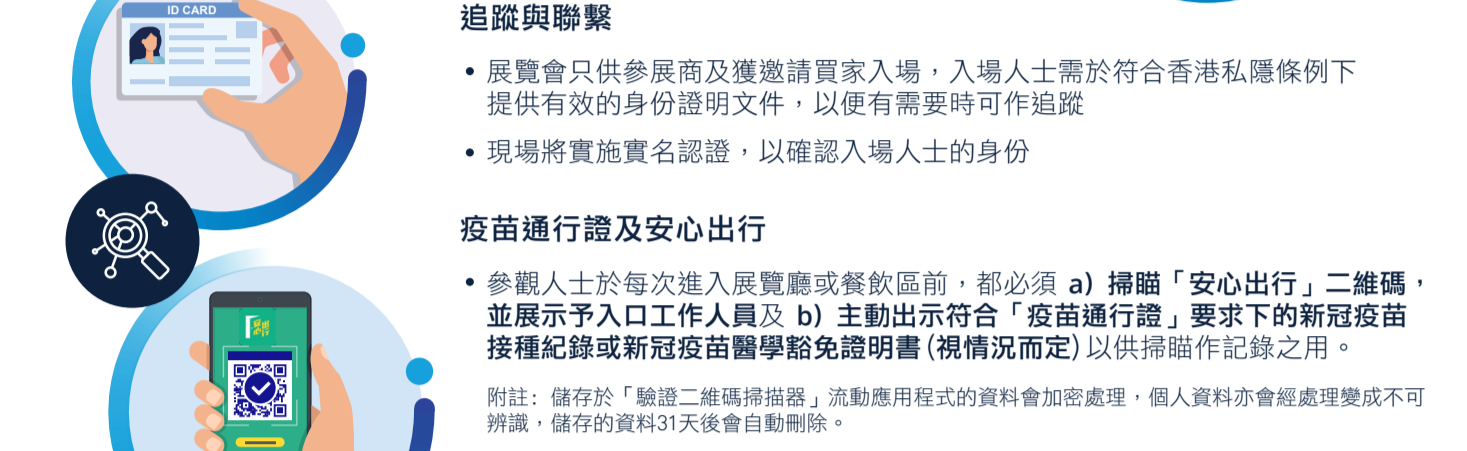 ID CARD
追蹤與聯繫
• 展覽會只供參展商及獲邀請買家入場，入場人士需於符合香港私隱條例下
提供有效的身份證明文件，以便有需要時可作追蹤
• 現場將實施實名認證，以確認入場人士的身份
疫苗通行證及安心出行
• 參觀人士於每次進入展覽廳或餐飲區前，都必須 a) 掃瞄「安心出行」二維碼，
並展示予入口工作人員及 b) 主動出示符合「疫苗通行證」要求下的新冠疫苗
接種紀錄或新冠疫苗醫學豁免證明書 (視情況而定) 以供掃瞄作記錄之用。
附註: 儲存於「驗證二維碼掃描器」流動應用程式的資料會加密處理，個人資料亦會經處理變成不可
辨識，儲存的資料31天後會自動刪除。